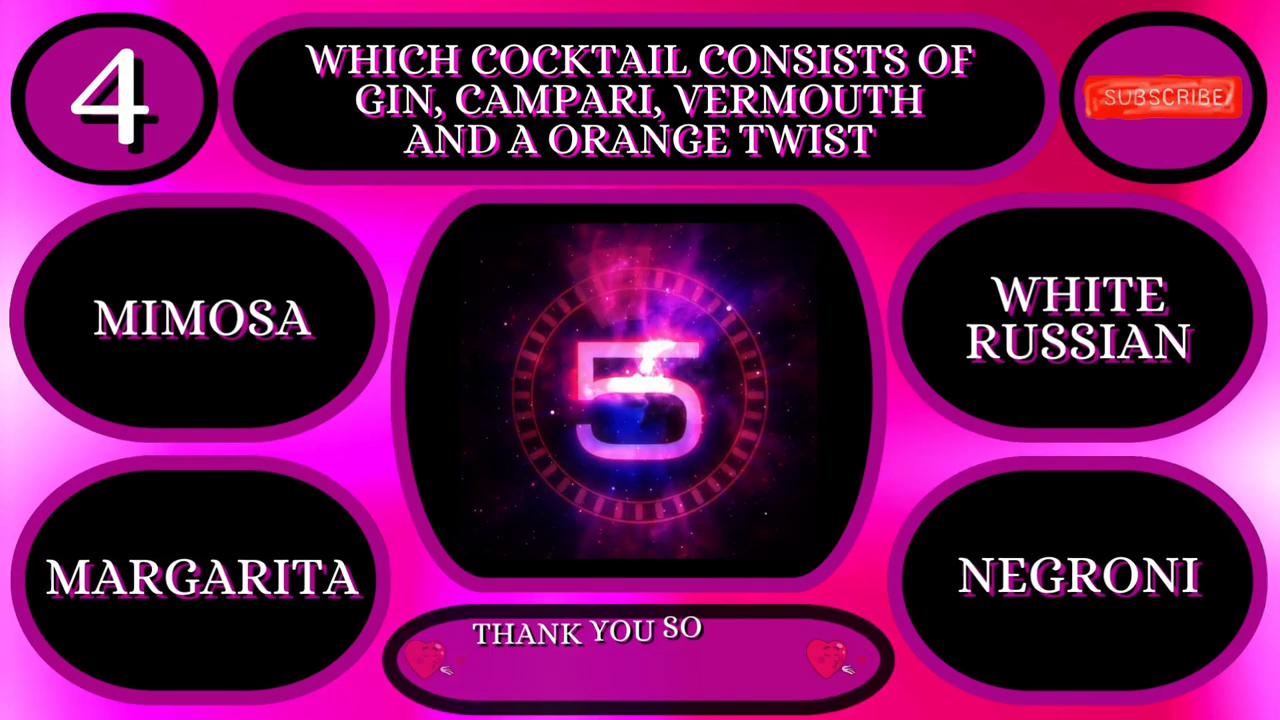 4
WHICH COCKTAIL CONSISTS OF
GIN, CAMPARI, VERMOUTH
AND A ORANGE TWIST
SUBSCRIBE
MIMOSA
WHITE
RUSSIAN
5
MARGARITA
NEGRONI
THANK YOU SO